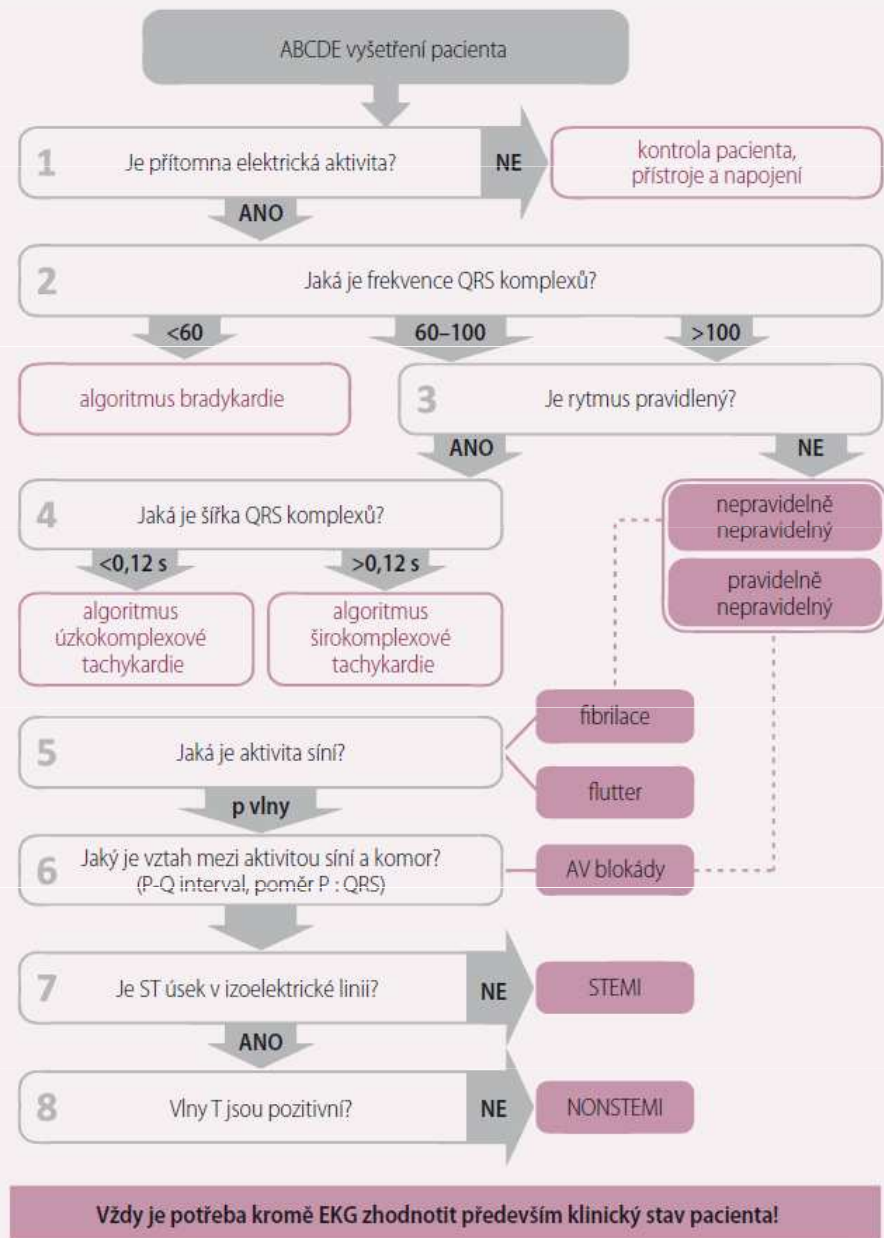 ABCDE vyšetření pacienta
1
Je přítomna elektrická aktivita?
NE
kontrola pacienta,
přístroje a napojení
ANO
2
Jaká je frekvence QRS komplexů?
<60
60–100
>100
algoritmus bradykardie
3
Je rytmus pravidlený?
ANO
NE
4
Jaká je šířka QRS komplexů?
nepravidelně
nepravidelný
pravidelně
nepravidelný
<0,12 s
>0,12 s
algoritmus
úzkokomplexové
tachykardie
algoritmus
širokomplexové
tachykardie
5
Jaká je aktivita síní?
fibrilace
flutter
p vlny
6
Jaký je vztah mezi aktivitou síní a komor?
(P-Q interval, poměr P : QRS)
AV blokády
7
Je ST úsek v izoelektrické linii?
NE
STEMI
ANO
8
Vlny T jsou pozitivní?
NE
NONSTEMI
Vždy je potřeba kromě EKG zhodnotit především klinický stav pacienta!